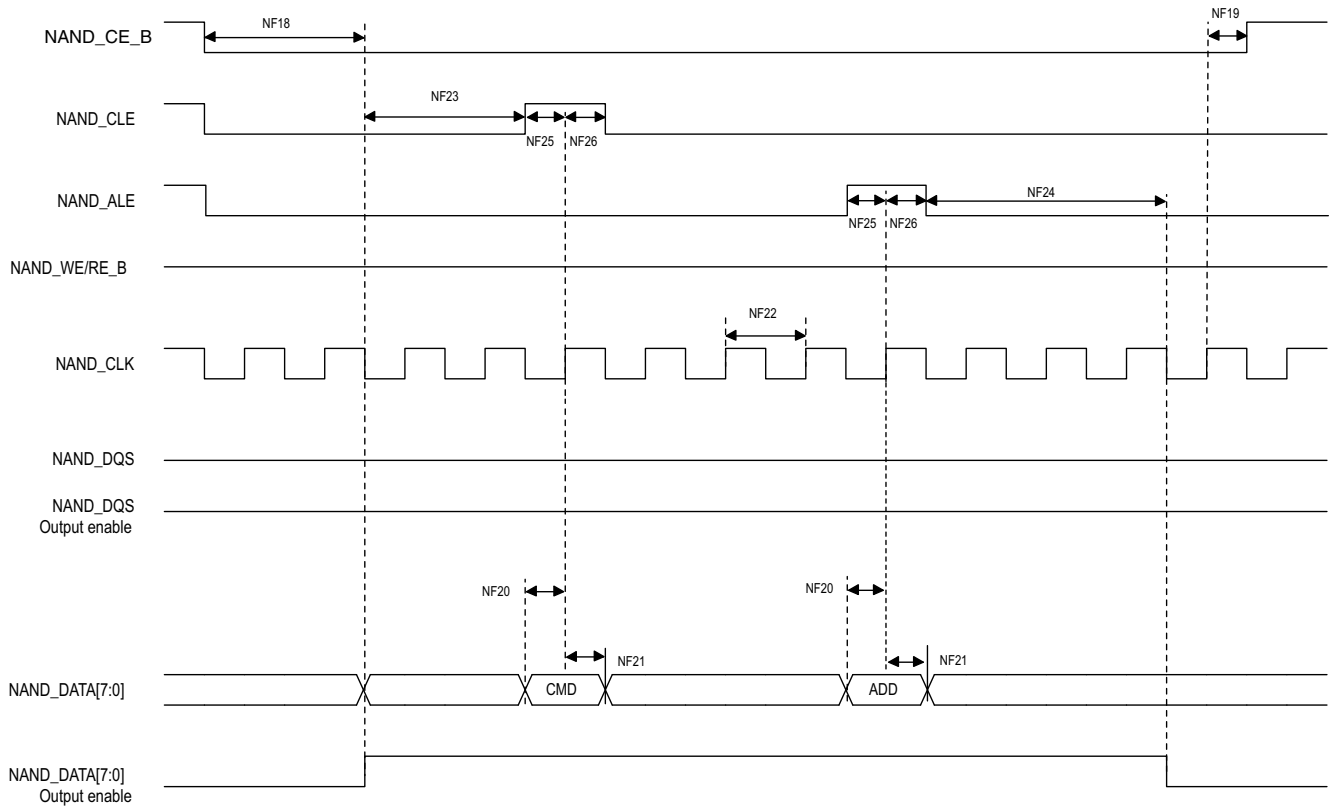 NF18
NF19
NAND_CE_B
NF23
NAND_CLE
NF25
NF26
NF24
NAND_ALE
NF25
NF26
NAND_WE/RE_B
NF22
NAND_CLK
NAND_DQS
NAND_DQS
Output enable
NF20
NF20
NF21
NF21
NAND_DATA[7:0]
CMD
ADD
NAND_DATA[7:0]
Output enable